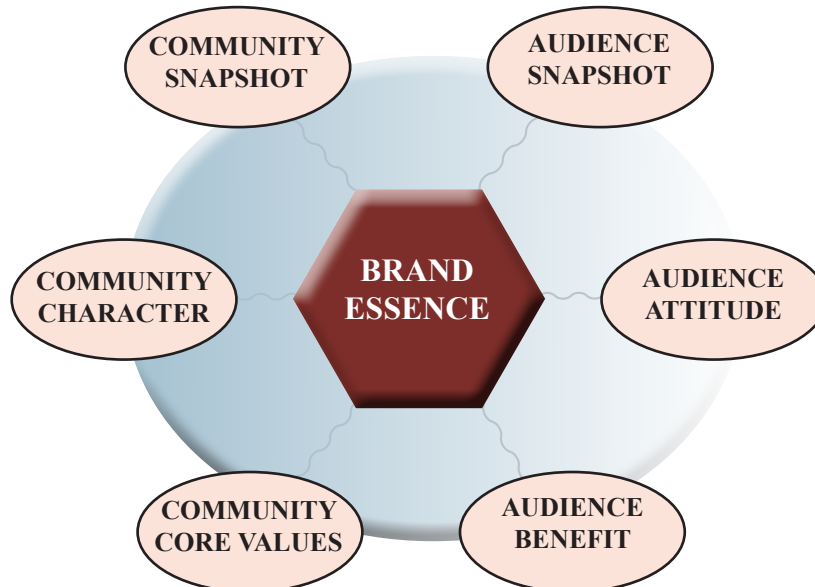 COMMUNITY
SNAPSHOT
AUDIENCE
SNAPSHOT
COMMUNITY
CHARACTER
BRAND
ESSENCE
AUDIENCE
ATTITUDE
COMMUNITY
CORE VALUES
AUDIENCE
BENEFIT